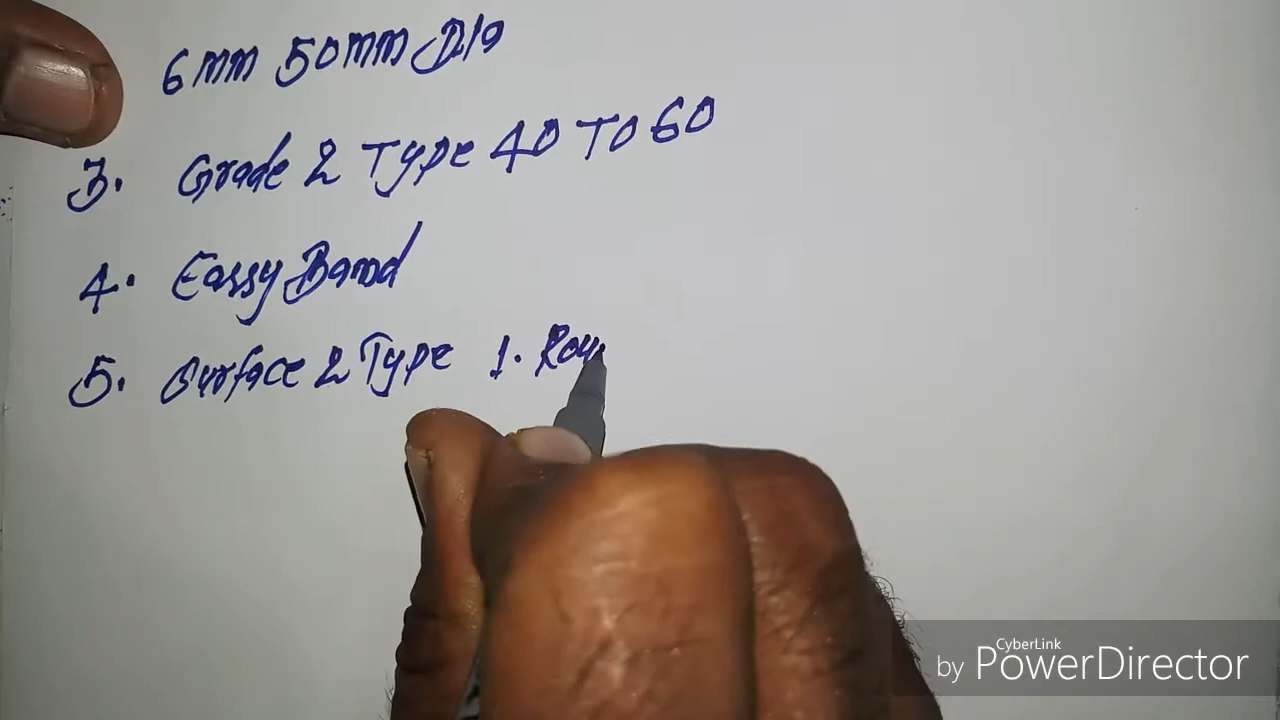 6mm 50mm Dia
3. Grade 2 Type 40 TO 60
4. Eassy Band
5. Surface 2 Type 1. Rou
CyberLink
by PowerDirector